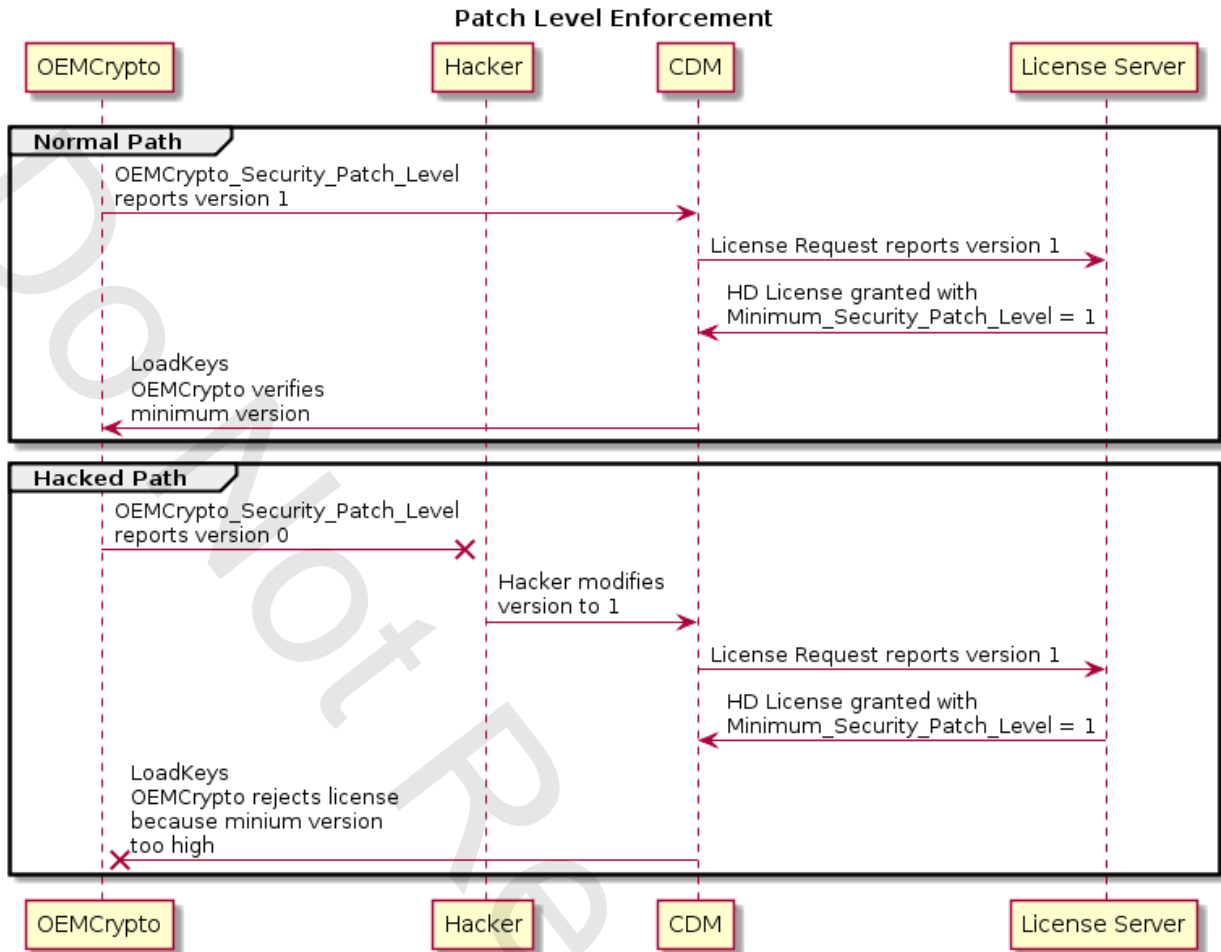 Patch Level Enforcement
OEMCrypto
Hacker
CDM
License Server
Normal Path
OEMCrypto_Security_Patch_Level
reports version 1
License Request reports version 1
HD License granted with
Minimum_Security_Patch_Level = 1
LoadKeys
OEMCrypto verifies
minimum version
Hacked Path
OEMCrypto_Security_Patch_Level
reports version 0
Hacker modifies
version to 1
License Request reports version 1
HD License granted with
Minimum_Security_Patch_Level = 1
LoadKeys
OEMCrypto rejects license
because minium version
too high
OEMCrypto
Hacker
CDM
License Server
Do Not Re